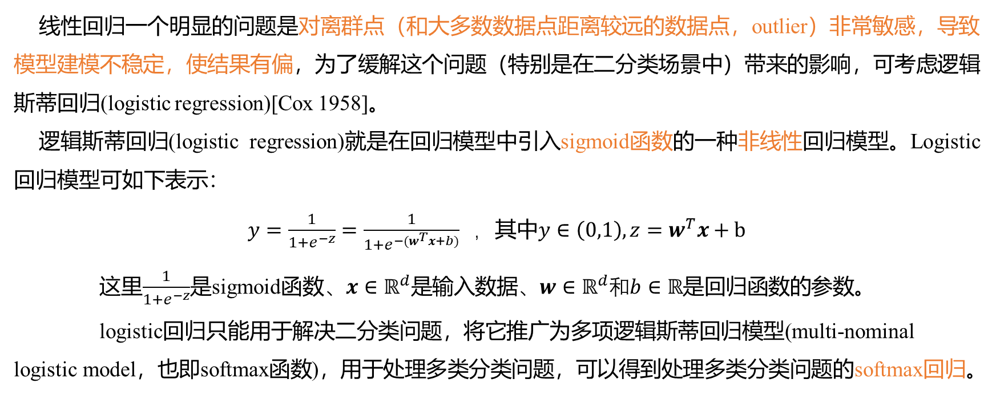 线性回归一个明显的问题是对离群点（和大多数数据点距离较远的数据点，outlier）非常敏感，导致
模型建模不稳定，使结果有偏，为了缓解这个问题（特别是在二分类场景中）带来的影响，可考虑逻辑
斯蒂回归(logistic regression)[Cox 1958]。
逻辑斯蒂回归(logistic regression)就是在回归模型中引入sigmoid函数的一种非线性回归模型。Logistic
回归模型可如下表示：
y = \frac{1}{1+e^{-z}} = \frac{1}{1+e^{-(w^T x+b)}} ，其中y ∈ (0,1), z = w^T x + b
这里\frac{1}{1+e^{-z}}是sigmoid函数、x ∈ ℝ^d是输入数据、w ∈ ℝ^d和b ∈ ℝ是回归函数的参数。
logistic回归只能用于解决二分类问题，将它推广为多项逻辑斯蒂回归模型(multi-nominal
logistic model，也即softmax函数)，用于处理多类分类问题，可以得到处理多类分类问题的softmax回归。